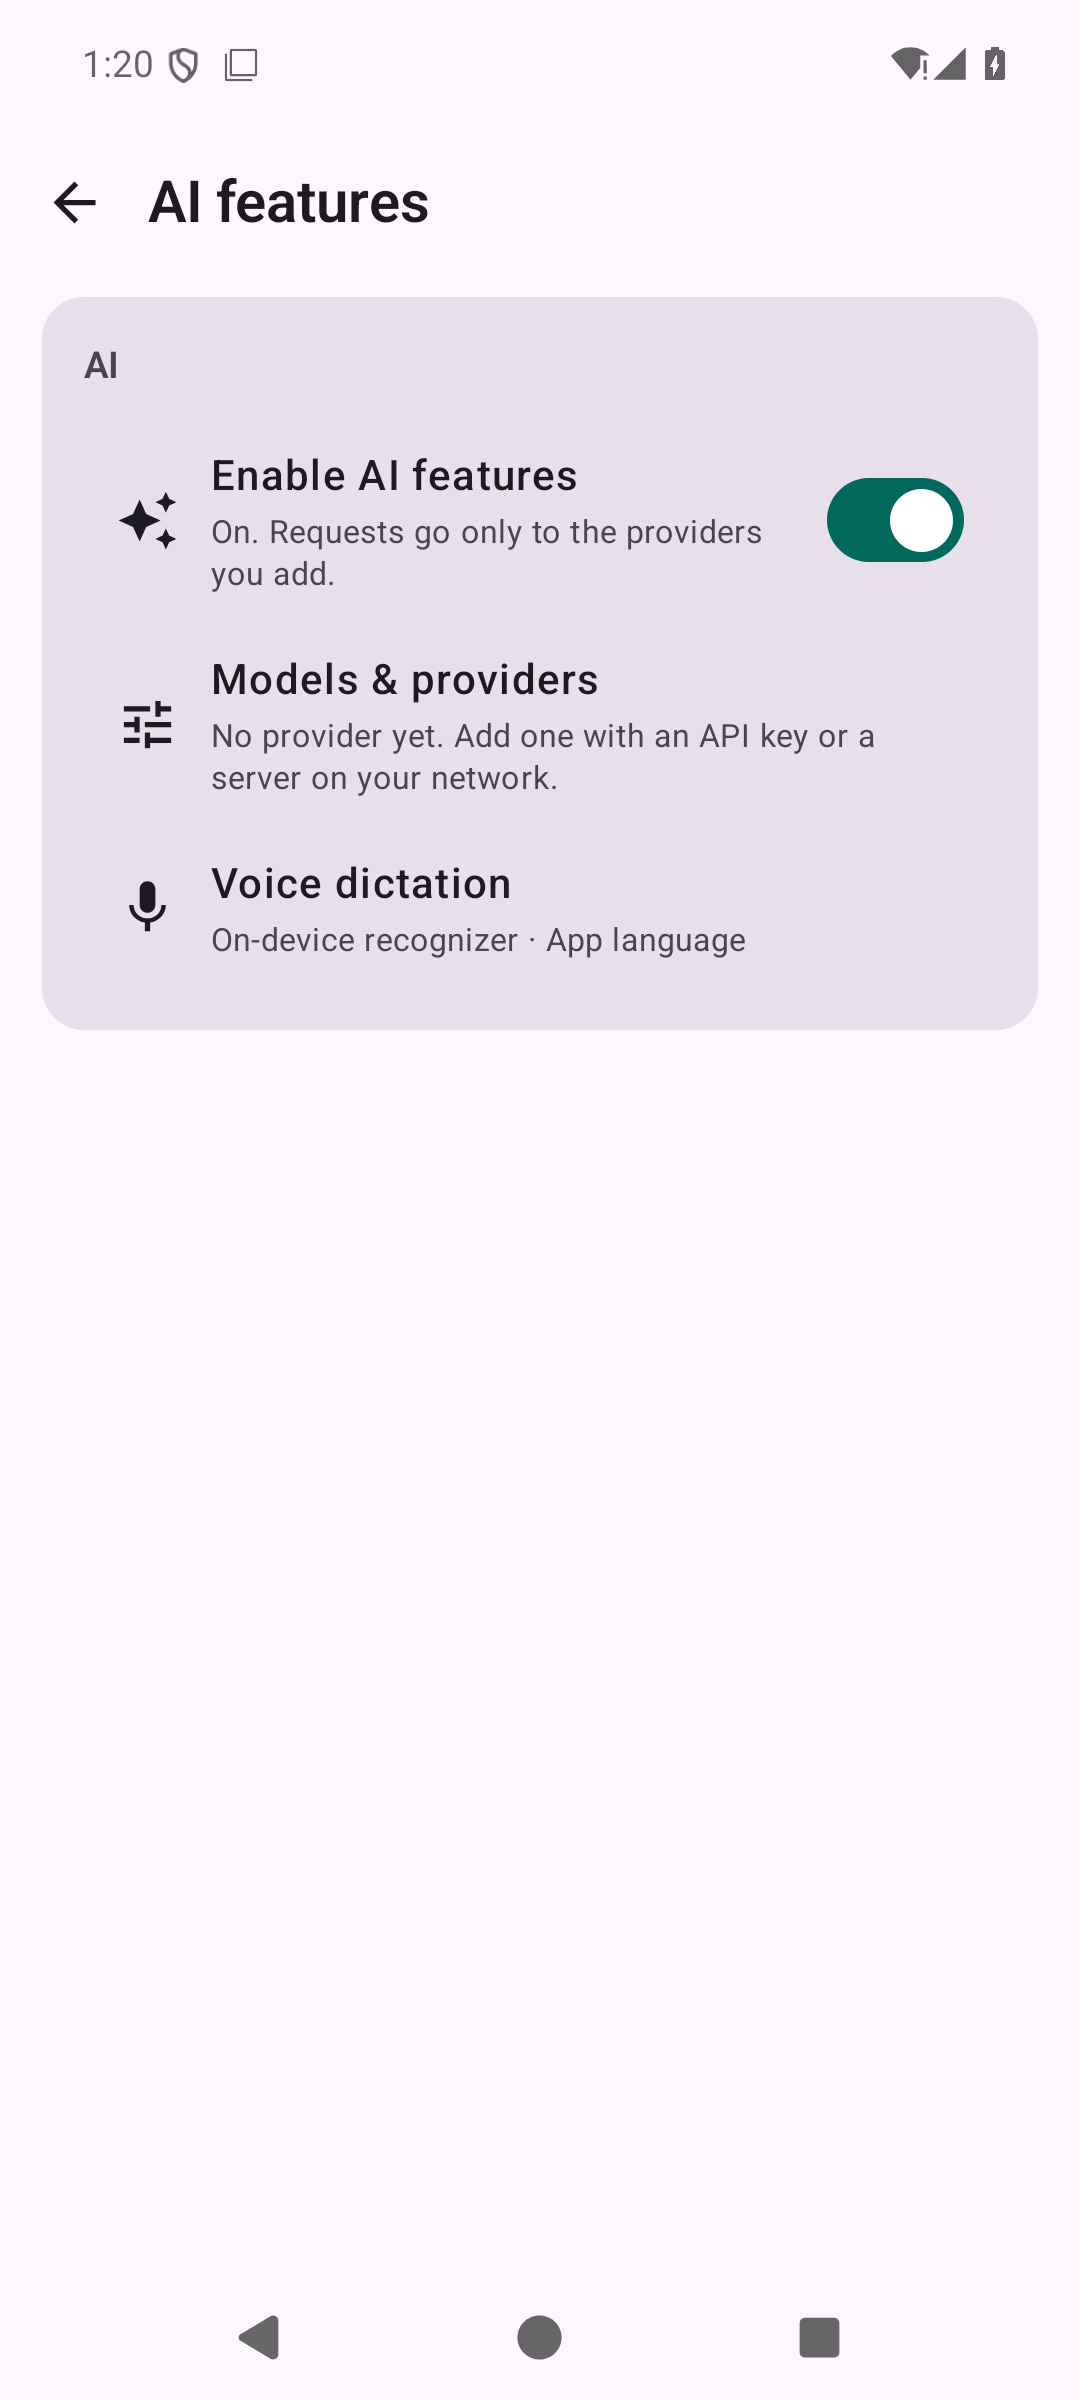 1:20
AI features
AI
Enable AI features
On. Requests go only to the providers
you add.
Models & providers
No provider yet. Add one with an API key or a
server on your network.
Voice dictation
On-device recognizer · App language